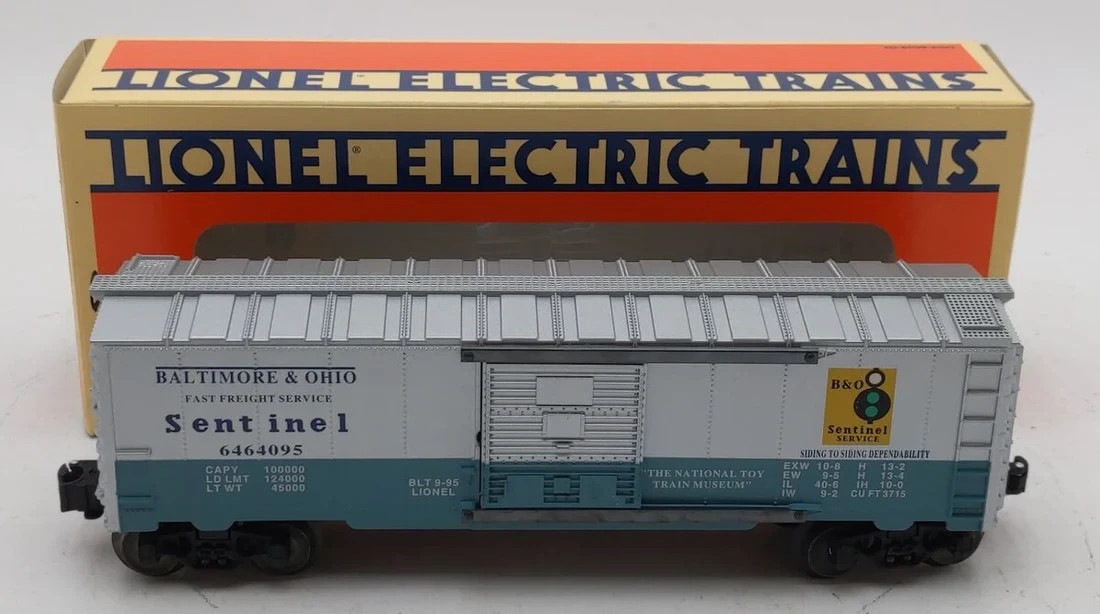 LIONEL ELECTRIC TRAINS
LIONEL® ELECTRIC TRAINS
BALTIMORE & OHIO
FAST FREIGHT SERVICE
Sentinel
6464095
CAPY 100000
LD LMT 124000
LT WT 45000
BLT 9-95
LIONEL
"THE NATIONAL TOY
TRAIN MUSEUM"
B&O
Sentinel
SERVICE
SIDING TO SIDING DEPENDABILITY
EXW 10-8 H 13-2
EW 9-5 H 13-4
IL 40-6 IH 10-0
IW 9-2 CU FT 3715